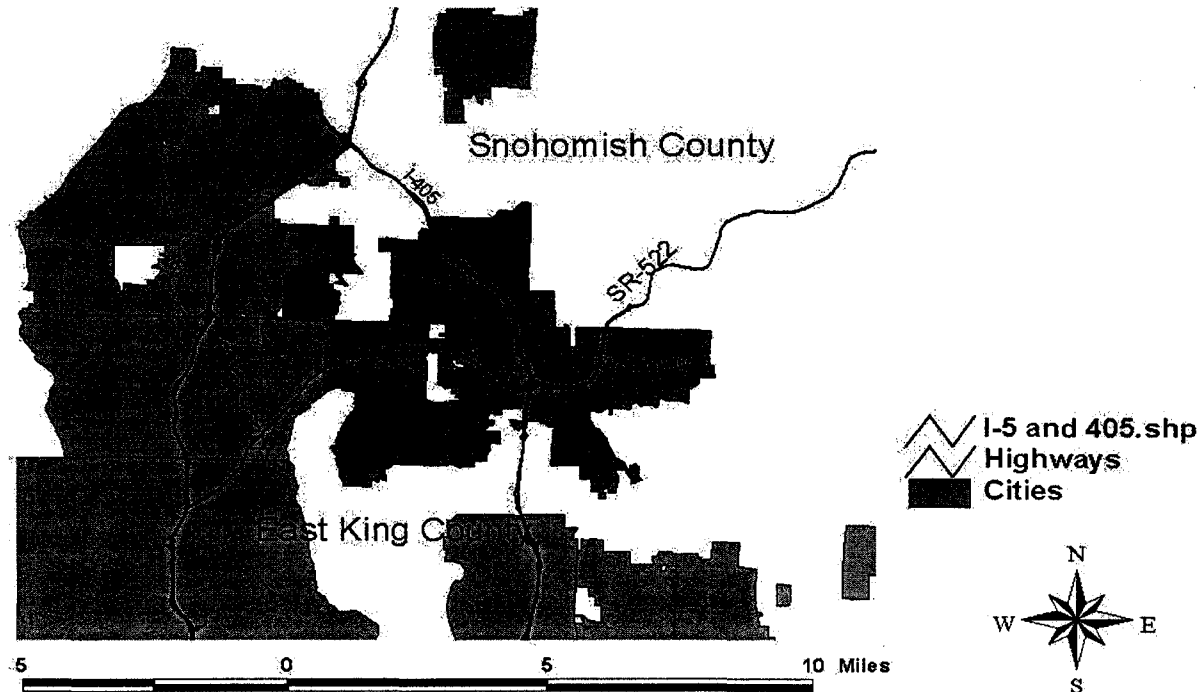 Snohomish County
I-405
SR-522
East King County
I-5 and 405.shp
Highways
Cities
N
W E
S
5 0 5 10 Miles